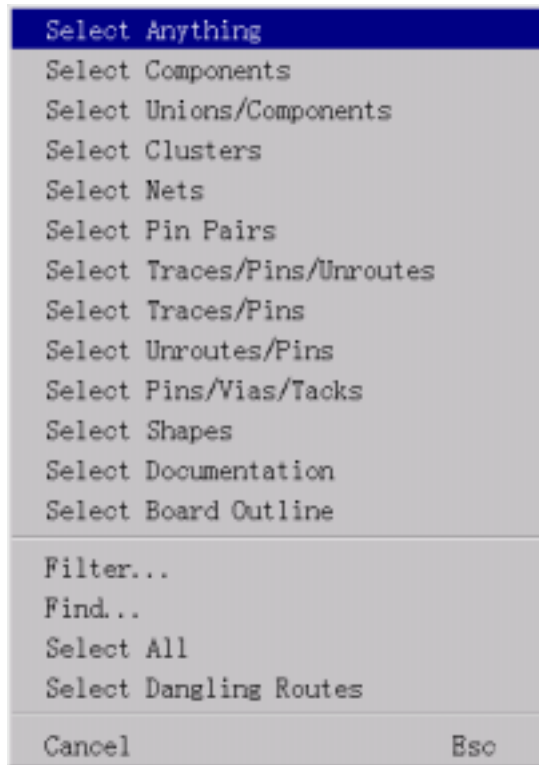 Select Anything
Select Components
Select Unions/Components
Select Clusters
Select Nets
Select Pin Pairs
Select Traces/Pins/Unroutes
Select Traces/Pins
Select Unroutes/Pins
Select Pins/Vias/Tacks
Select Shapes
Select Documentation
Select Board Outline
Filter...
Find...
Select All
Select Dangling Routes
Cancel Esc